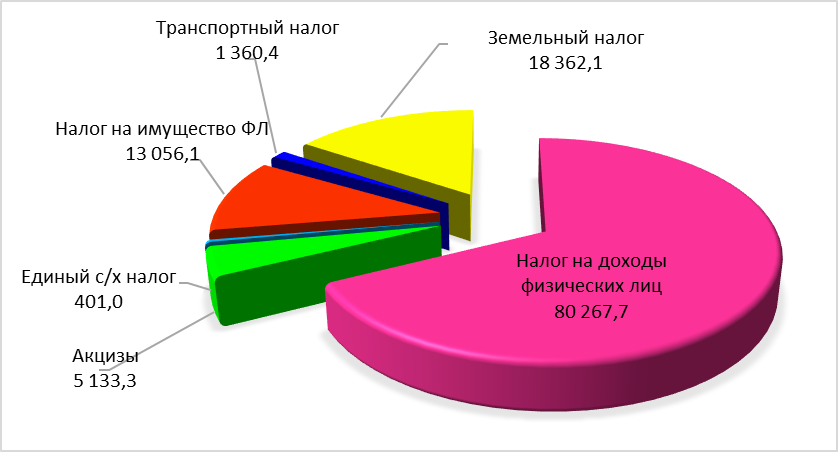 Транспортный налог
1 360,4
Земельный налог
18 362,1
Налог на имущество ФЛ
13 056,1
Единый с/х налог
401,0
Акцизы
5 133,3
Налог на доходы
физических лиц
80 267,7